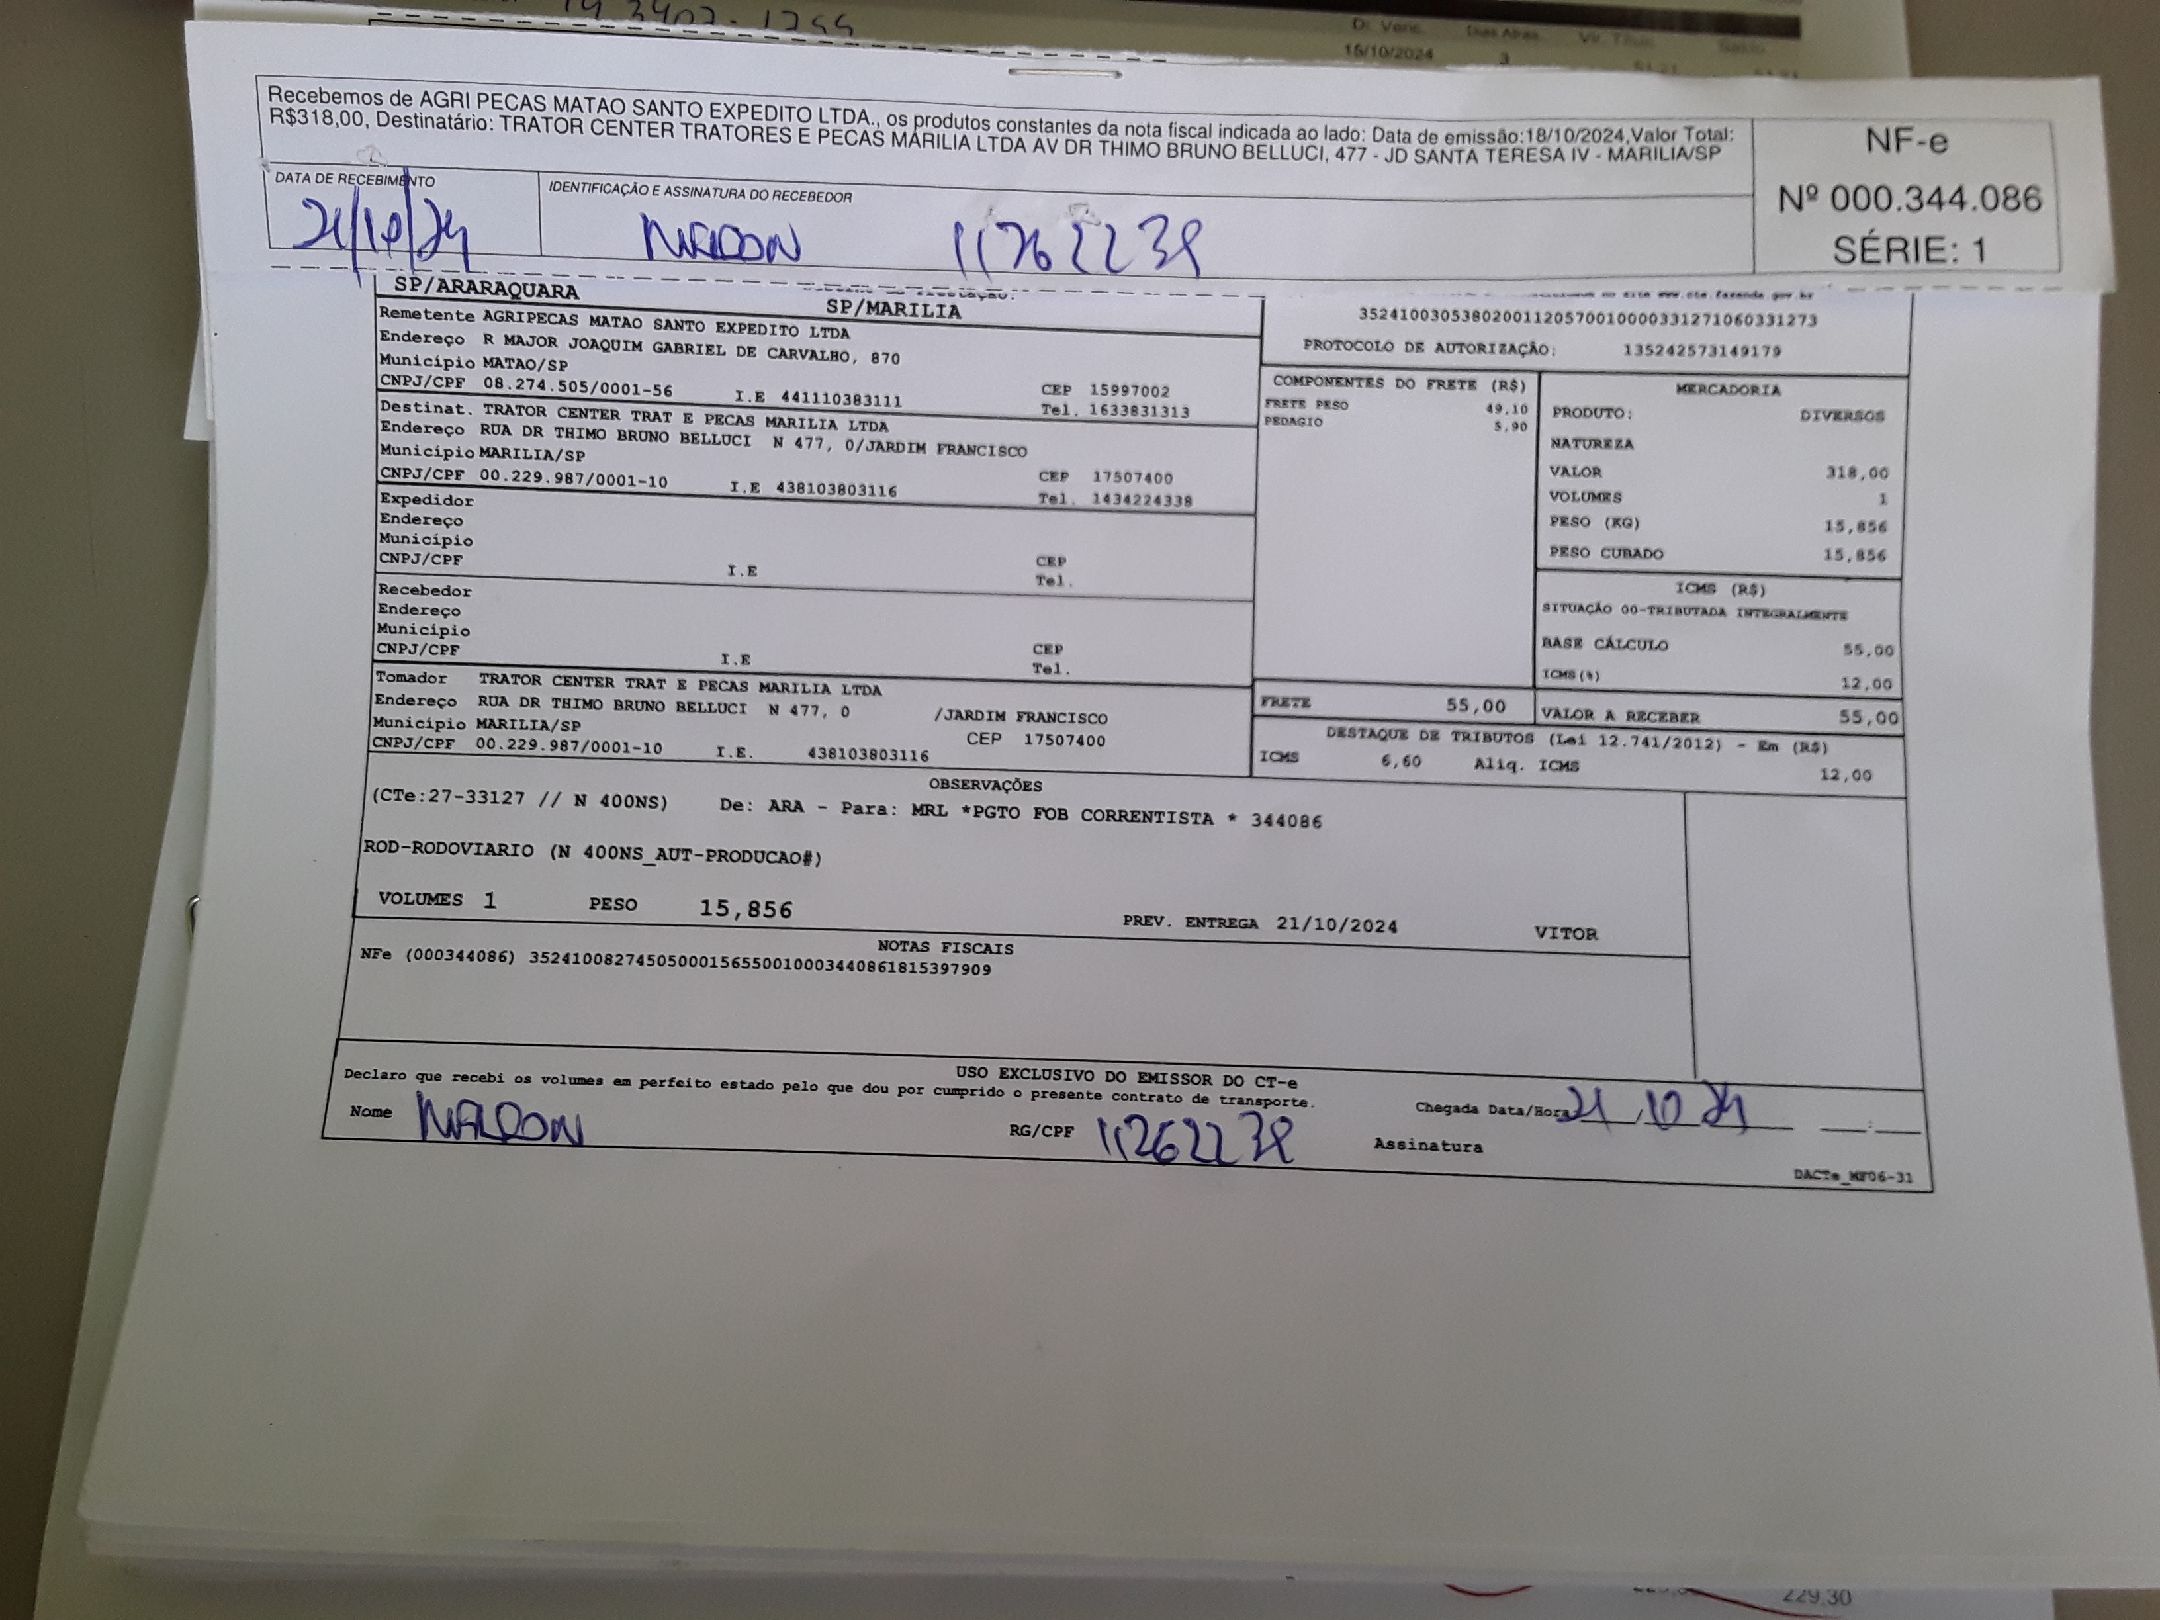 19 3402-1255
Dt. Venc. Dias Atras.
15/10/2024 3
Recebemos de AGRI PECAS MATAO SANTO EXPEDITO LTDA., os produtos constantes da nota fiscal indicada ao lado: Data de emissão:18/10/2024,Valor Total:
R$318,00, Destinatário: TRATOR CENTER TRATORES E PECAS MARILIA LTDA AV DR THIMO BRUNO BELLUCI, 477 - JD SANTA TERESA IV - MARILIA/SP
NF-e
Nº 000.344.086
SÉRIE: 1
DATA DE RECEBIMENTO
21/10/24
IDENTIFICAÇÃO E ASSINATURA DO RECEBEDOR
11262238
SP/ARARAQUARA
SP/MARILIA
Remetente AGRIPECAS MATAO SANTO EXPEDITO LTDA
Endereço R MAJOR JOAQUIM GABRIEL DE CARVALHO, 870
Município MATAO/SP
CNPJ/CPF 08.274.505/0001-56 I.E 441110383111 CEP 15997002
Tel. 1633831313
Destinat. TRATOR CENTER TRAT E PECAS MARILIA LTDA
Endereço RUA DR THIMO BRUNO BELLUCI N 477, 0/JARDIM FRANCISCO
Município MARILIA/SP
CNPJ/CPF 00.229.987/0001-10 I.E 438103803116 CEP 17507400
Tel. 1434224338
Expedidor
Endereço
Município
CNPJ/CPF I.E CEP
Tel.
Recebedor
Endereço
Município
CNPJ/CPF I.E CEP
Tel.
Tomador TRATOR CENTER TRAT E PECAS MARILIA LTDA
Endereço RUA DR THIMO BRUNO BELLUCI N 477, 0 /JARDIM FRANCISCO
Município MARILIA/SP CEP 17507400
CNPJ/CPF 00.229.987/0001-10 I.E. 438103803116
no site www.cte.fazenda.gov.br
35241003053802001120570010000331271060331273
PROTOCOLO DE AUTORIZAÇÃO: 135242573149179
COMPONENTES DO FRETE (R$)
FRETE PESO 49,10
PEDAGIO 5,90
MERCADORIA
PRODUTO: DIVERSOS
NATUREZA
VALOR 318,00
VOLUMES 1
PESO (KG) 15,856
PESO CUBADO 15,856
ICMS (R$)
SITUAÇÃO 00-TRIBUTADA INTEGRALMENTE
BASE CÁLCULO 55,00
ICMS(%) 12,00
FRETE 55,00
VALOR A RECEBER 55,00
DESTAQUE DE TRIBUTOS (Lei 12.741/2012) - Em (R$)
ICMS 6,60 Aliq. ICMS 12,00
OBSERVAÇÕES
(CTe:27-33127 // N 400NS) De: ARA - Para: MRL *PGTO FOB CORRENTISTA * 344086
ROD-RODOVIARIO (N 400NS_AUT-PRODUCAO#)
VOLUMES 1 PESO 15,856 PREV. ENTREGA 21/10/2024 VITOR
NOTAS FISCAIS
NFe (000344086) 35241008274505000156550010003440861815397909
USO EXCLUSIVO DO EMISSOR DO CT-e
Declaro que recebi os volumes em perfeito estado pelo que dou por cumprido o presente contrato de transporte.
Chegada Data/Hora 21/10 24
Nome
RG/CPF 11262238
Assinatura
DACTe_MF06-31
229,30